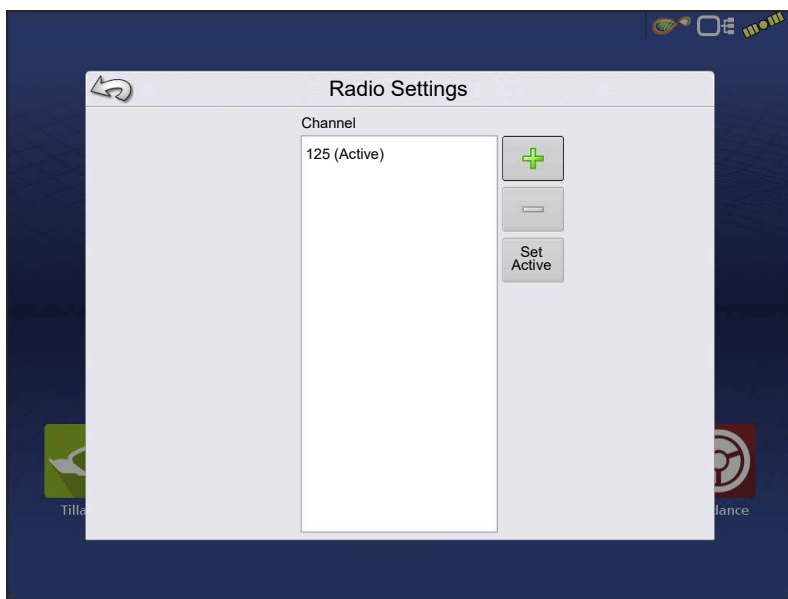 Radio Settings
Channel
125 (Active)
Set
Active
Tilla
dance